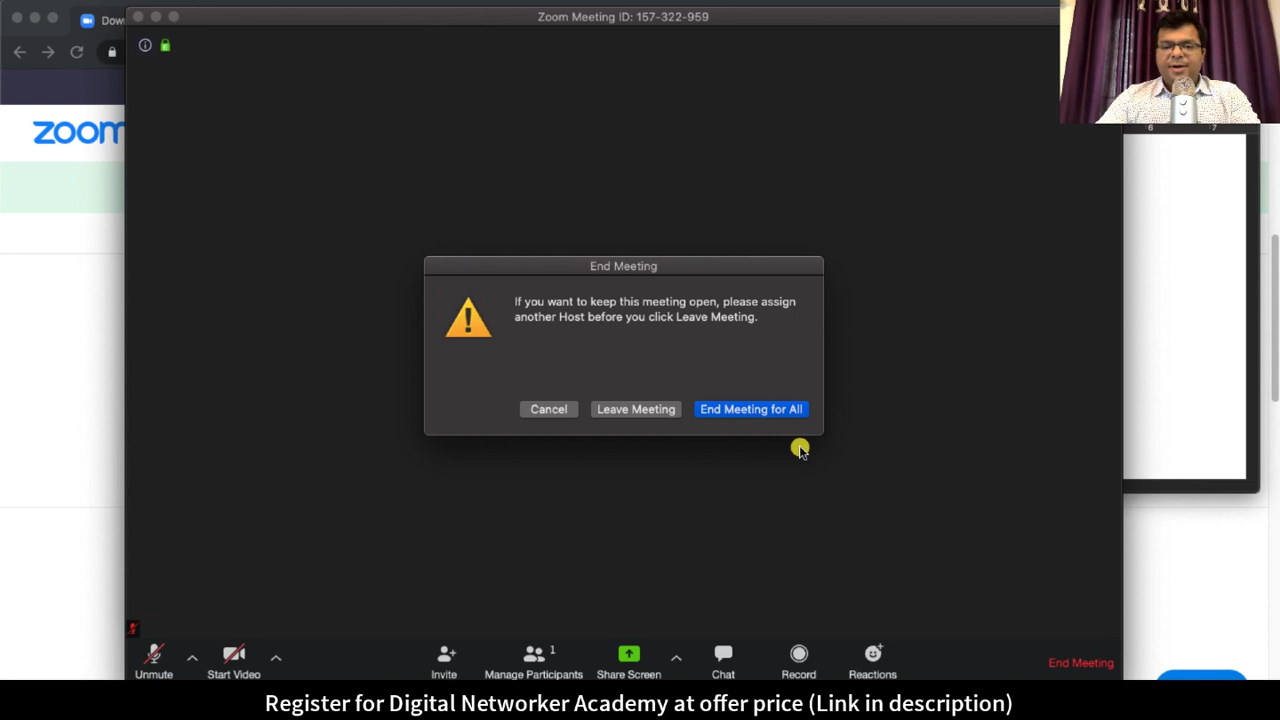 Dow
Zoom Meeting ID: 157-322-959
zoom
6 7
End Meeting
If you want to keep this meeting open, please assign
another Host before you click Leave Meeting.
Cancel Leave Meeting End Meeting for All
1
Unmute Start Video Invite Manage Participants Share Screen Chat Record Reactions End Meeting
Register for Digital Networker Academy at offer price (Link in description)